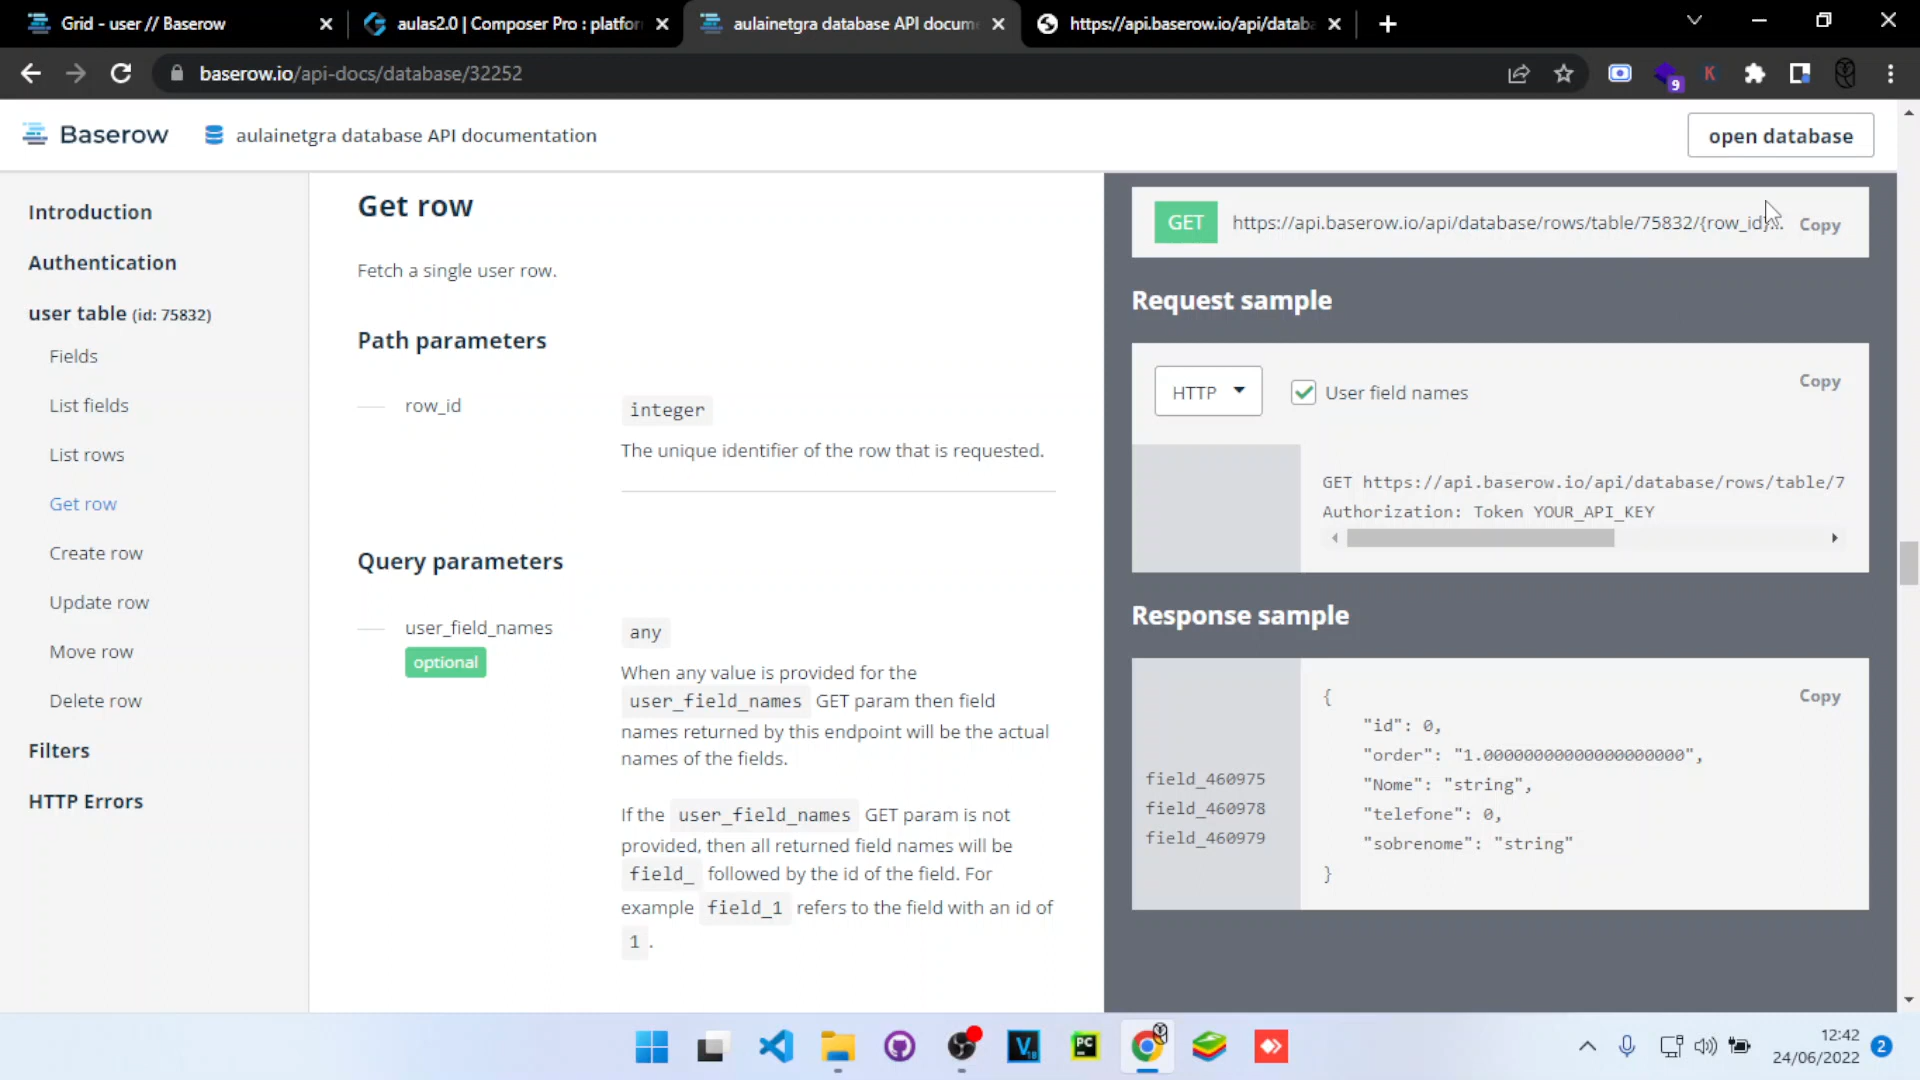 Grid - user // Baserow
aulas2.0 | Composer Pro : platfor
aulainetgra database API docum
https://api.baserow.io/api/datab
baserow.io/api-docs/database/32252
9
K
Baserow
aulainetgra database API documentation
open database
Introduction
Authentication
user table (id: 75832)
Fields
List fields
List rows
Get row
Create row
Update row
Move row
Delete row
Filters
HTTP Errors
Get row
Fetch a single user row.
Path parameters
row_id
integer
The unique identifier of the row that is requested.
Query parameters
user_field_names
optional
any
When any value is provided for the
user_field_names GET param then field
names returned by this endpoint will be the actual
names of the fields.
If the user_field_names GET param is not
provided, then all returned field names will be
field_ followed by the id of the field. For
example field_1 refers to the field with an id of
1 .
GET https://api.baserow.io/api/database/rows/table/75832/{row_id}... Copy
Request sample
HTTP
User field names
Copy
GET https://api.baserow.io/api/database/rows/table/7
Authorization: Token YOUR_API_KEY
Response sample
Copy
{
"id": 0,
"order": "1.00000000000000000000",
field_460975 "Nome": "string",
field_460978 "telefone": 0,
field_460979 "sobrenome": "string"
}
V
18
PC
12:42
24/06/2022
2